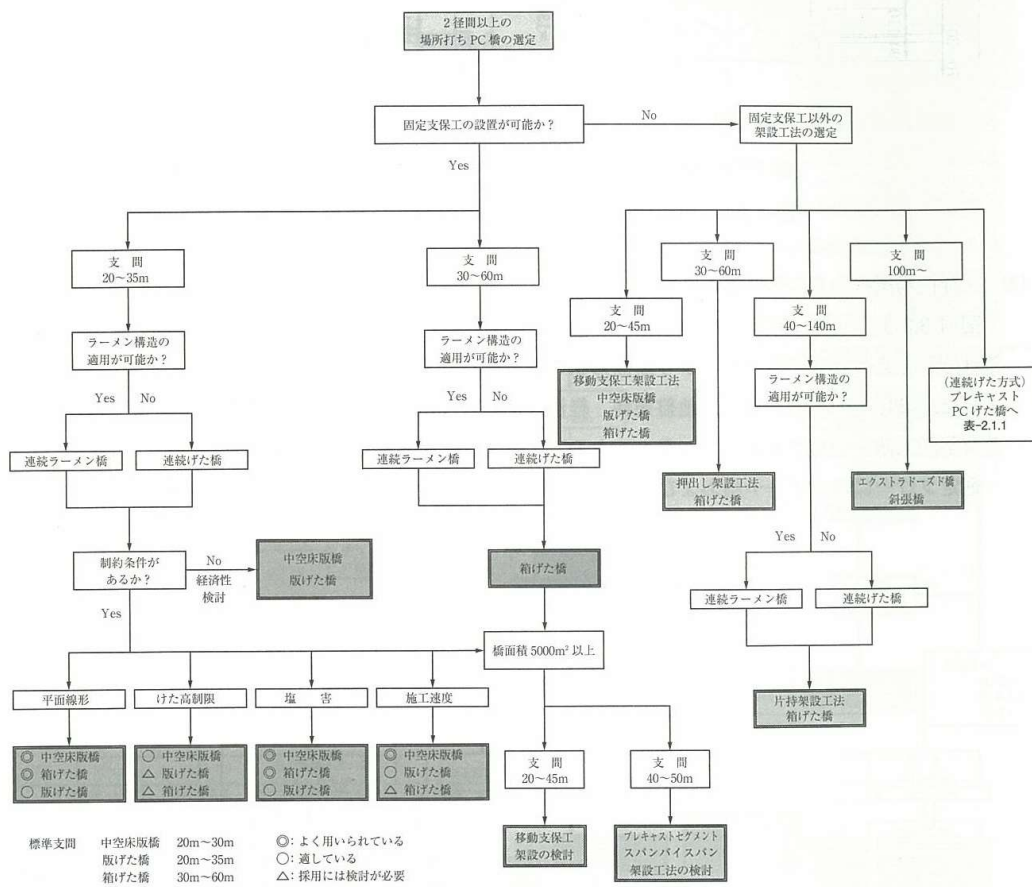 2径間以上の
場所打ちPC橋の選定
固定支保工の設置が可能か?
No
固定支保工以外の
架設工法の選定
Yes
支間
20～35m
支間
30～60m
支間
20～45m
支間
30～60m
支間
40～140m
支間
100m～
ラーメン構造の
適用が可能か?
ラーメン構造の
適用が可能か?
移動支保工架設工法
中空床版橋
版げた橋
箱げた橋
ラーメン構造の
適用が可能か?
(連続げた方式)
プレキャスト
PCげた橋へ
表-2.1.1
Yes No
Yes No
連続ラーメン橋
連続げた橋
連続ラーメン橋
連続げた橋
押出し架設工法
箱げた橋
エクストラドーズド橋
斜張橋
Yes No
制約条件が
あるか?
No
経済性
検討
中空床版橋
版げた橋
箱げた橋
連続ラーメン橋
連続げた橋
Yes
橋面積5000m²以上
平面線形
けた高制限
塩害
施工速度
片持架設工法
箱げた橋
◎中空床版橋
◎箱げた橋
○版げた橋
○中空床版橋
△版げた橋
△箱げた橋
◎中空床版橋
◎箱げた橋
○版げた橋
◎中空床版橋
○版げた橋
△箱げた橋
支間
20～45m
支間
40～50m
移動支保工
架設の検討
プレキャストセグメント
スパンバイスパン
架設工法の検討
標準支間 中空床版橋 20m～30m ◎:よく用いられている
版げた橋 20m～35m ○:適している
箱げた橋 30m～60m △:採用には検討が必要